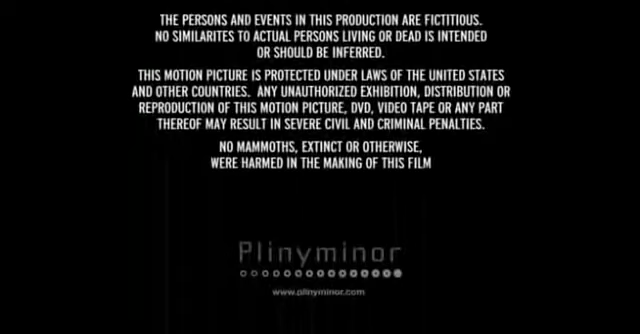 THE PERSONS AND EVENTS IN THIS PRODUCTION ARE FICTITIOUS.
NO SIMILARITES TO ACTUAL PERSONS LIVING OR DEAD IS INTENDED
OR SHOULD BE INFERRED.
THIS MOTION PICTURE IS PROTECTED UNDER LAWS OF THE UNITED STATES
AND OTHER COUNTRIES. ANY UNAUTHORIZED EXHIBITION, DISTRIBUTION OR
REPRODUCTION OF THIS MOTION PICTURE, DVD, VIDEO TAPE OR ANY PART
THEREOF MAY RESULT IN SEVERE CIVIL AND CRIMINAL PENALTIES.
NO MAMMOTHS, EXTINCT OR OTHERWISE,
WERE HARMED IN THE MAKING OF THIS FILM
Plinyminor
www.plinyminor.com